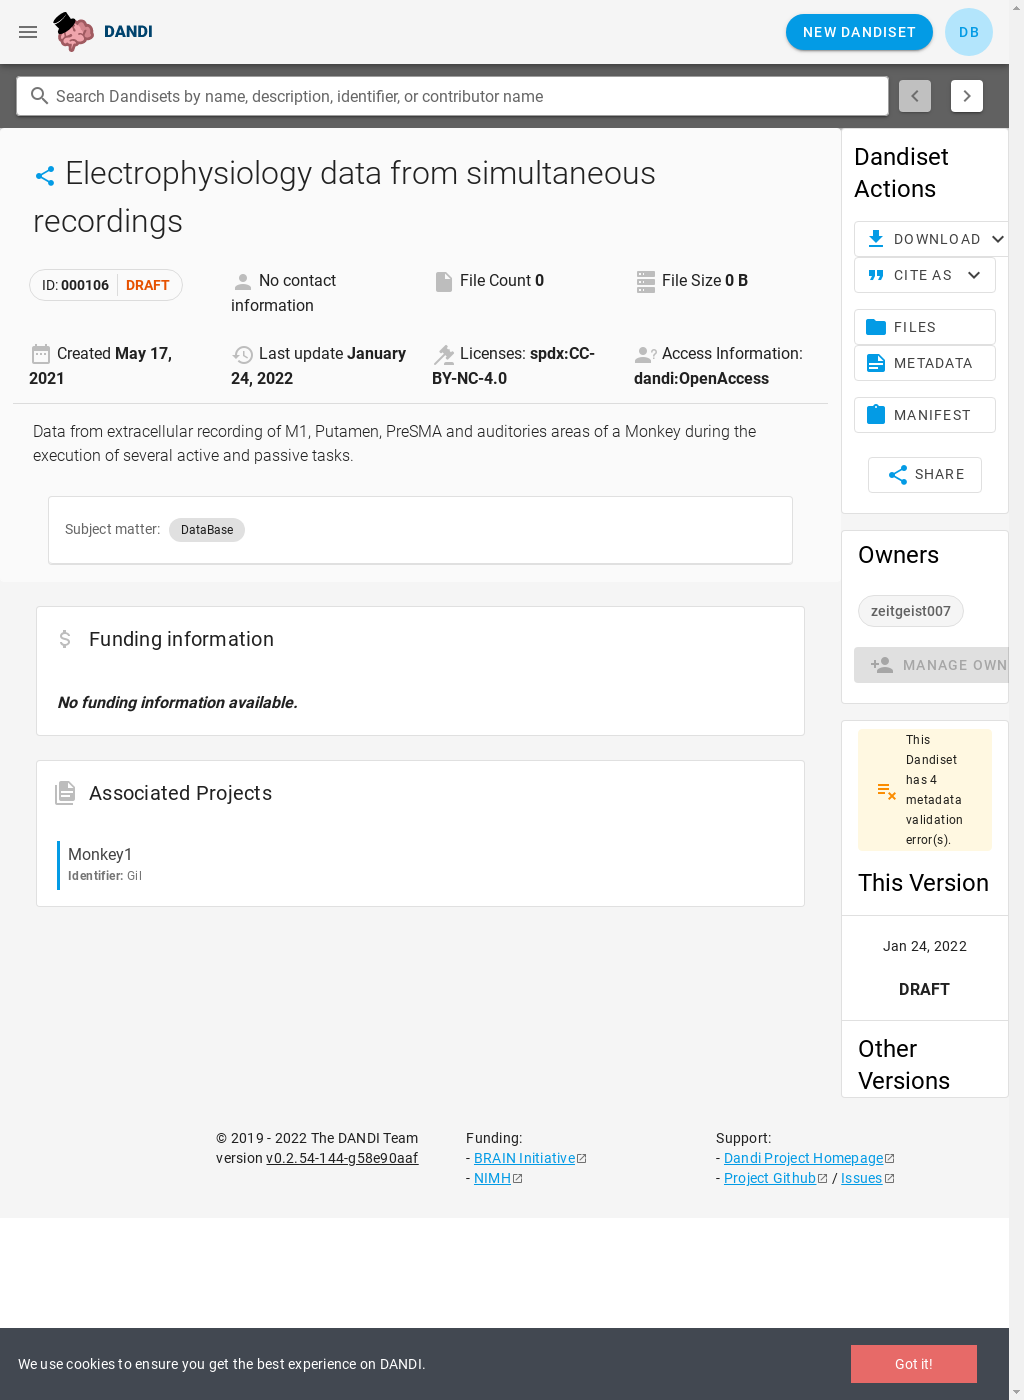 DANDI
NEW DANDISET
DB
Search Dandisets by name, description, identifier, or contributor name
Electrophysiology data from simultaneous
recordings
ID: 000106 DRAFT
No contact
information
File Count 0
File Size 0 B
Created May 17,
2021
Last update January
24, 2022
Licenses: spdx:CC-
BY-NC-4.0
Access Information:
dandi:OpenAccess
Data from extracellular recording of M1, Putamen, PreSMA and auditories areas of a Monkey during the
execution of several active and passive tasks.
Subject matter: DataBase
Funding information
No funding information available.
Associated Projects
Monkey1
Identifier: Gil
Dandiset
Actions
DOWNLOAD
CITE AS
FILES
METADATA
MANIFEST
SHARE
Owners
zeitgeist007
MANAGE OWN
This
Dandiset
has 4
metadata
validation
error(s).
This Version
Jan 24, 2022
DRAFT
Other
Versions
© 2019 - 2022 The DANDI Team
version v0.2.54-144-g58e90aaf
Funding:
- BRAIN Initiative
- NIMH
Support:
- Dandi Project Homepage
- Project Github / Issues
We use cookies to ensure you get the best experience on DANDI.
Got it!